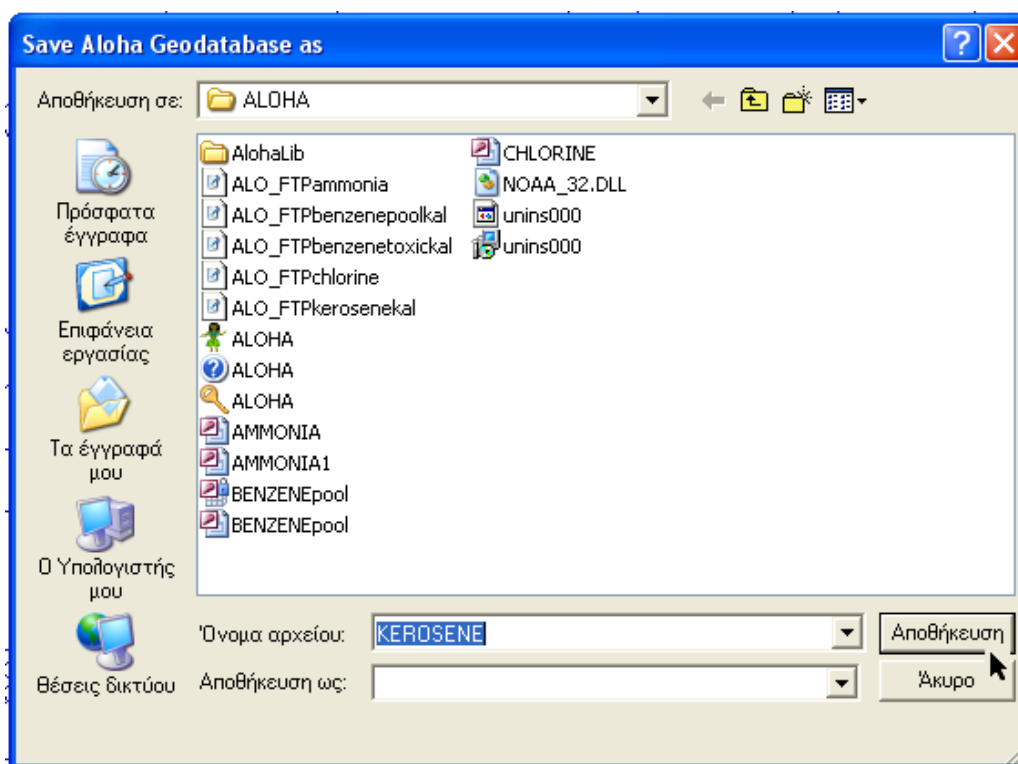 Save Aloha Geodatabase as
Αποθήκευση σε:
ALOHA
Πρόσφατα
έγγραφα
Επιφάνεια
εργασίας
Τα έγγραφά
μου
Ο Υπολογιστής
μου
Θέσεις δικτύου
AlohaLib
ALO_FTPammonia
ALO_FTPbenzenepoolkal
ALO_FTPbenzenetoxickal
ALO_FTPchlorine
ALO_FTPkerosenekal
ALOHA
ALOHA
ALOHA
AMMONIA
AMMONIA1
BENZENEpool
BENZENEpool
CHLORINE
NOAA_32.DLL
unins000
unins000
Όνομα αρχείου:
KEROSENE
Αποθήκευση
Αποθήκευση ως:
Άκυρο